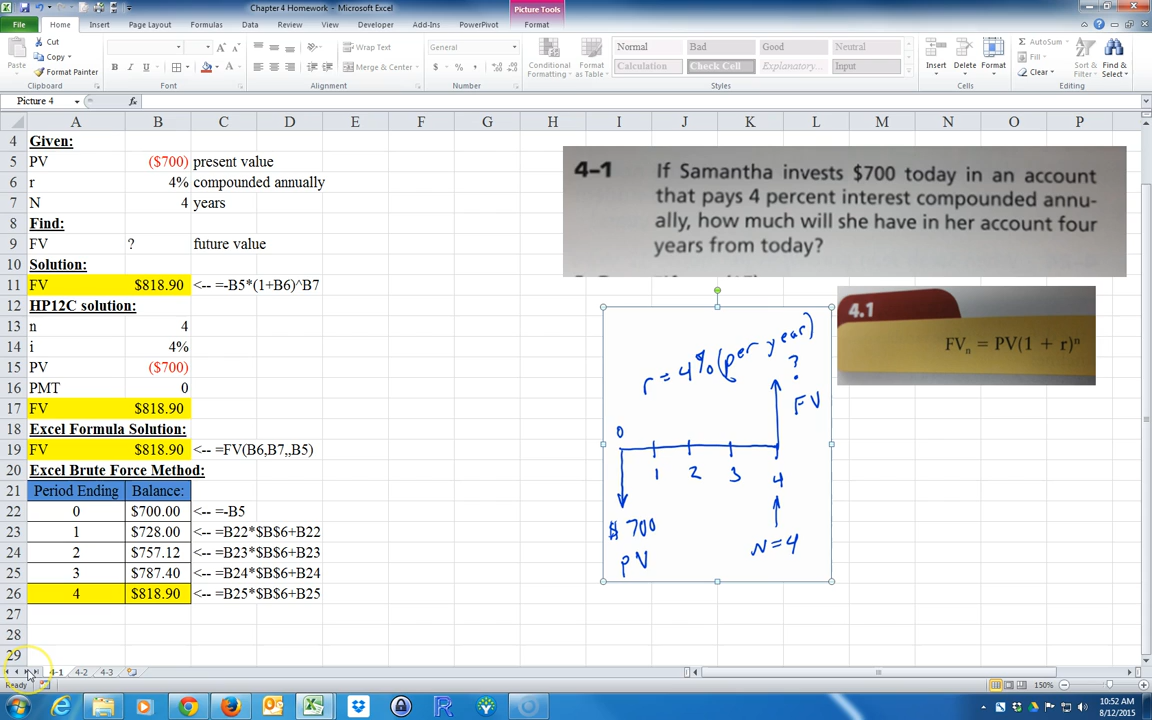 Chapter 4 Homework - Microsoft Excel
Picture Tools
File Home Insert Page Layout Formulas Data Review View Developer Add-Ins PowerPivot Format
Cut
Copy
Format Painter
Paste
Clipboard
B I U A A A
Font
Wrap Text
Merge & Center
Alignment
General
$ % ,
Number
Conditional Formatting
Format as Table
Normal Bad Good Neutral
Calculation Check Cell Explanatory... Input
Styles
Insert Delete Format
Cells
AutoSum
Fill
Clear
Sort & Filter
Find & Select
Editing
Picture 4 fx
A B C D E F G H I J K L M N O P
4 Given:
5 PV ($700) present value
6 r 4% compounded annually
7 N 4 years
8 Find:
9 FV ? future value
10 Solution:
11 FV $818.90 <-- =-B5*(1+B6)^B7
12 HP12C solution:
13 n 4
14 i 4%
15 PV ($700)
16 PMT 0
17 FV $818.90
18 Excel Formula Solution:
19 FV $818.90 <-- =FV(B6,B7,,B5)
20 Excel Brute Force Method:
21 Period Ending Balance:
22 0 $700.00 <-- =-B5
23 1 $728.00 <-- =B22*$B$6+B22
24 2 $757.12 <-- =B23*$B$6+B23
25 3 $787.40 <-- =B24*$B$6+B24
26 4 $818.90 <-- =B25*$B$6+B25
27
28
29
4–1 If Samantha invests $700 today in an account
that pays 4 percent interest compounded annu-
ally, how much will she have in her account four
years from today?
4.1
FVn = PV(1 + r)ⁿ
r = 4% (per year)
?
FV
0
1 2 3 4
$700
PV
N=4
4-1 4-2 4-3
Ready
150%
10:52 AM
8/12/2015